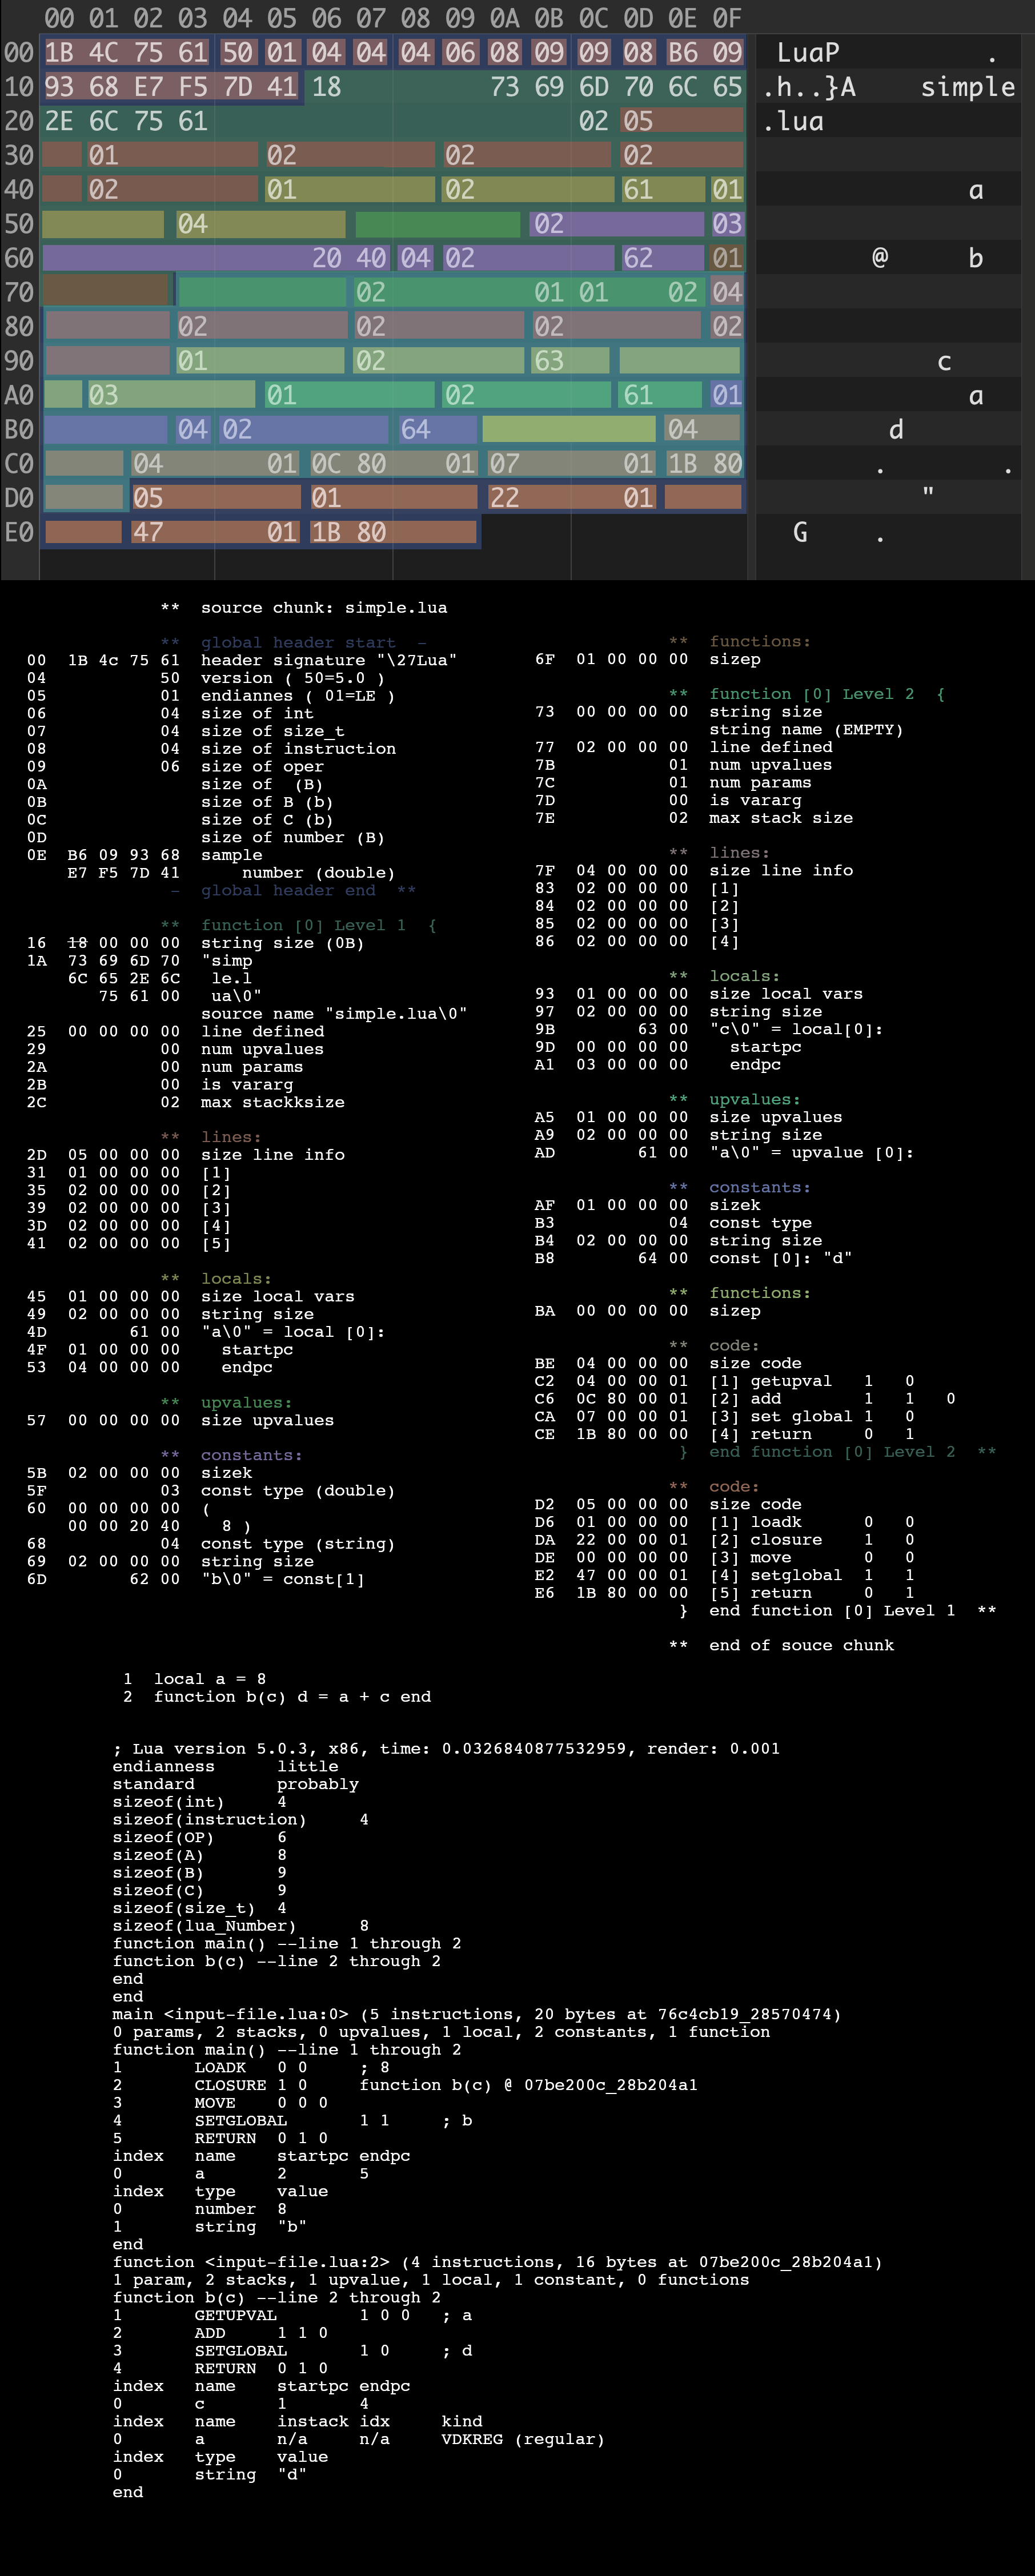 00 01 02 03 04 05 06 07 08 09 0A 0B 0C 0D 0E 0F
00 1B 4C 75 61 50 01 04 04 04 06 08 09 09 08 B6 09 LuaP .
10 93 68 E7 F5 7D 41 18 73 69 6D 70 6C 65 .h..}A simple
20 2E 6C 75 61 02 05 .lua
30 01 02 02 02
40 02 01 02 61 01 a
50 04 02 03
60 20 40 04 02 62 01 @ b
70 02 01 01 02 04
80 02 02 02 02
90 01 02 63 c
A0 03 01 02 61 01 a
B0 04 02 64 04 d
C0 04 01 0C 80 01 07 01 1B 80 . .
D0 05 01 22 01 "
E0 47 01 1B 80 G .
** source chunk: simple.lua
** global header start –
00 1B 4c 75 61 header signature "\27Lua"
04 50 version ( 50=5.0 )
05 01 endiannes ( 01=LE )
06 04 size of int
07 04 size of size_t
08 04 size of instruction
09 06 size of oper
0A size of (B)
0B size of B (b)
0C size of C (b)
0D size of number (B)
0E B6 09 93 68 sample
E7 F5 7D 41 number (double)
– global header end **
** function [0] Level 1 {
16 18 00 00 00 string size (0B)
1A 73 69 6D 70 "simp
6C 65 2E 6C le.l
75 61 00 ua\0"
source name "simple.lua\0"
25 00 00 00 00 line defined
29 00 num upvalues
2A 00 num params
2B 00 is vararg
2C 02 max stackksize
** lines:
2D 05 00 00 00 size line info
31 01 00 00 00 [1]
35 02 00 00 00 [2]
39 02 00 00 00 [3]
3D 02 00 00 00 [4]
41 02 00 00 00 [5]
** locals:
45 01 00 00 00 size local vars
49 02 00 00 00 string size
4D 61 00 "a\0" = local [0]:
4F 01 00 00 00 startpc
53 04 00 00 00 endpc
** upvalues:
57 00 00 00 00 size upvalues
** constants:
5B 02 00 00 00 sizek
5F 03 const type (double)
60 00 00 00 00 (
00 00 20 40 8 )
68 04 const type (string)
69 02 00 00 00 string size
6D 62 00 "b\0" = const[1]
** functions:
6F 01 00 00 00 sizep
** function [0] Level 2 {
73 00 00 00 00 string size
string name (EMPTY)
77 02 00 00 00 line defined
7B 01 num upvalues
7C 01 num params
7D 00 is vararg
7E 02 max stack size
** lines:
7F 04 00 00 00 size line info
83 02 00 00 00 [1]
84 02 00 00 00 [2]
85 02 00 00 00 [3]
86 02 00 00 00 [4]
** locals:
93 01 00 00 00 size local vars
97 02 00 00 00 string size
9B 63 00 "c\0" = local[0]:
9D 00 00 00 00 startpc
A1 03 00 00 00 endpc
** upvalues:
A5 01 00 00 00 size upvalues
A9 02 00 00 00 string size
AD 61 00 "a\0" = upvalue [0]:
** constants:
AF 01 00 00 00 sizek
B3 04 const type
B4 02 00 00 00 string size
B8 64 00 const [0]: "d"
** functions:
BA 00 00 00 00 sizep
** code:
BE 04 00 00 00 size code
C2 04 00 00 01 [1] getupval 1 0
C6 0C 80 00 01 [2] add 1 1 0
CA 07 00 00 01 [3] set global 1 0
CE 1B 80 00 00 [4] return 0 1
} end function [0] Level 2 **
** code:
D2 05 00 00 00 size code
D6 01 00 00 00 [1] loadk 0 0
DA 22 00 00 01 [2] closure 1 0
DE 00 00 00 00 [3] move 0 0
E2 47 00 00 01 [4] setglobal 1 1
E6 1B 80 00 00 [5] return 0 1
} end function [0] Level 1 **
** end of souce chunk
1 local a = 8
2 function b(c) d = a + c end
; Lua version 5.0.3, x86, time: 0.0326840877532959, render: 0.001
endianness little
standard probably
sizeof(int) 4
sizeof(instruction) 4
sizeof(OP) 6
sizeof(A) 8
sizeof(B) 9
sizeof(C) 9
sizeof(size_t) 4
sizeof(lua_Number) 8
function main() --line 1 through 2
function b(c) --line 2 through 2
end
end
main <input-file.lua:0> (5 instructions, 20 bytes at 76c4cb19_28570474)
0 params, 2 stacks, 0 upvalues, 1 local, 2 constants, 1 function
function main() --line 1 through 2
1 LOADK 0 0 ; 8
2 CLOSURE 1 0 function b(c) @ 07be200c_28b204a1
3 MOVE 0 0 0
4 SETGLOBAL 1 1 ; b
5 RETURN 0 1 0
index name startpc endpc
0 a 2 5
index type value
0 number 8
1 string "b"
end
function <input-file.lua:2> (4 instructions, 16 bytes at 07be200c_28b204a1)
1 param, 2 stacks, 1 upvalue, 1 local, 1 constant, 0 functions
function b(c) --line 2 through 2
1 GETUPVAL 1 0 0 ; a
2 ADD 1 1 0
3 SETGLOBAL 1 0 ; d
4 RETURN 0 1 0
index name startpc endpc
0 c 1 4
index name instack idx kind
0 a n/a n/a VDKREG (regular)
index type value
0 string "d"
end